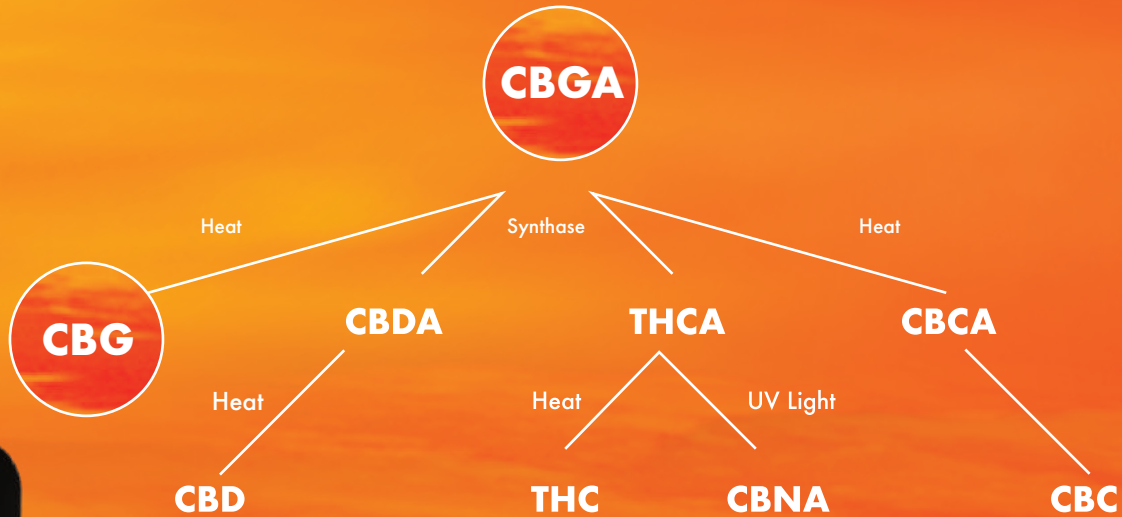 CBGA
Heat
Synthase
Heat
CBG
CBDA
THCA
CBCA
Heat
Heat
UV Light
CBD
THC
CBNA
CBC